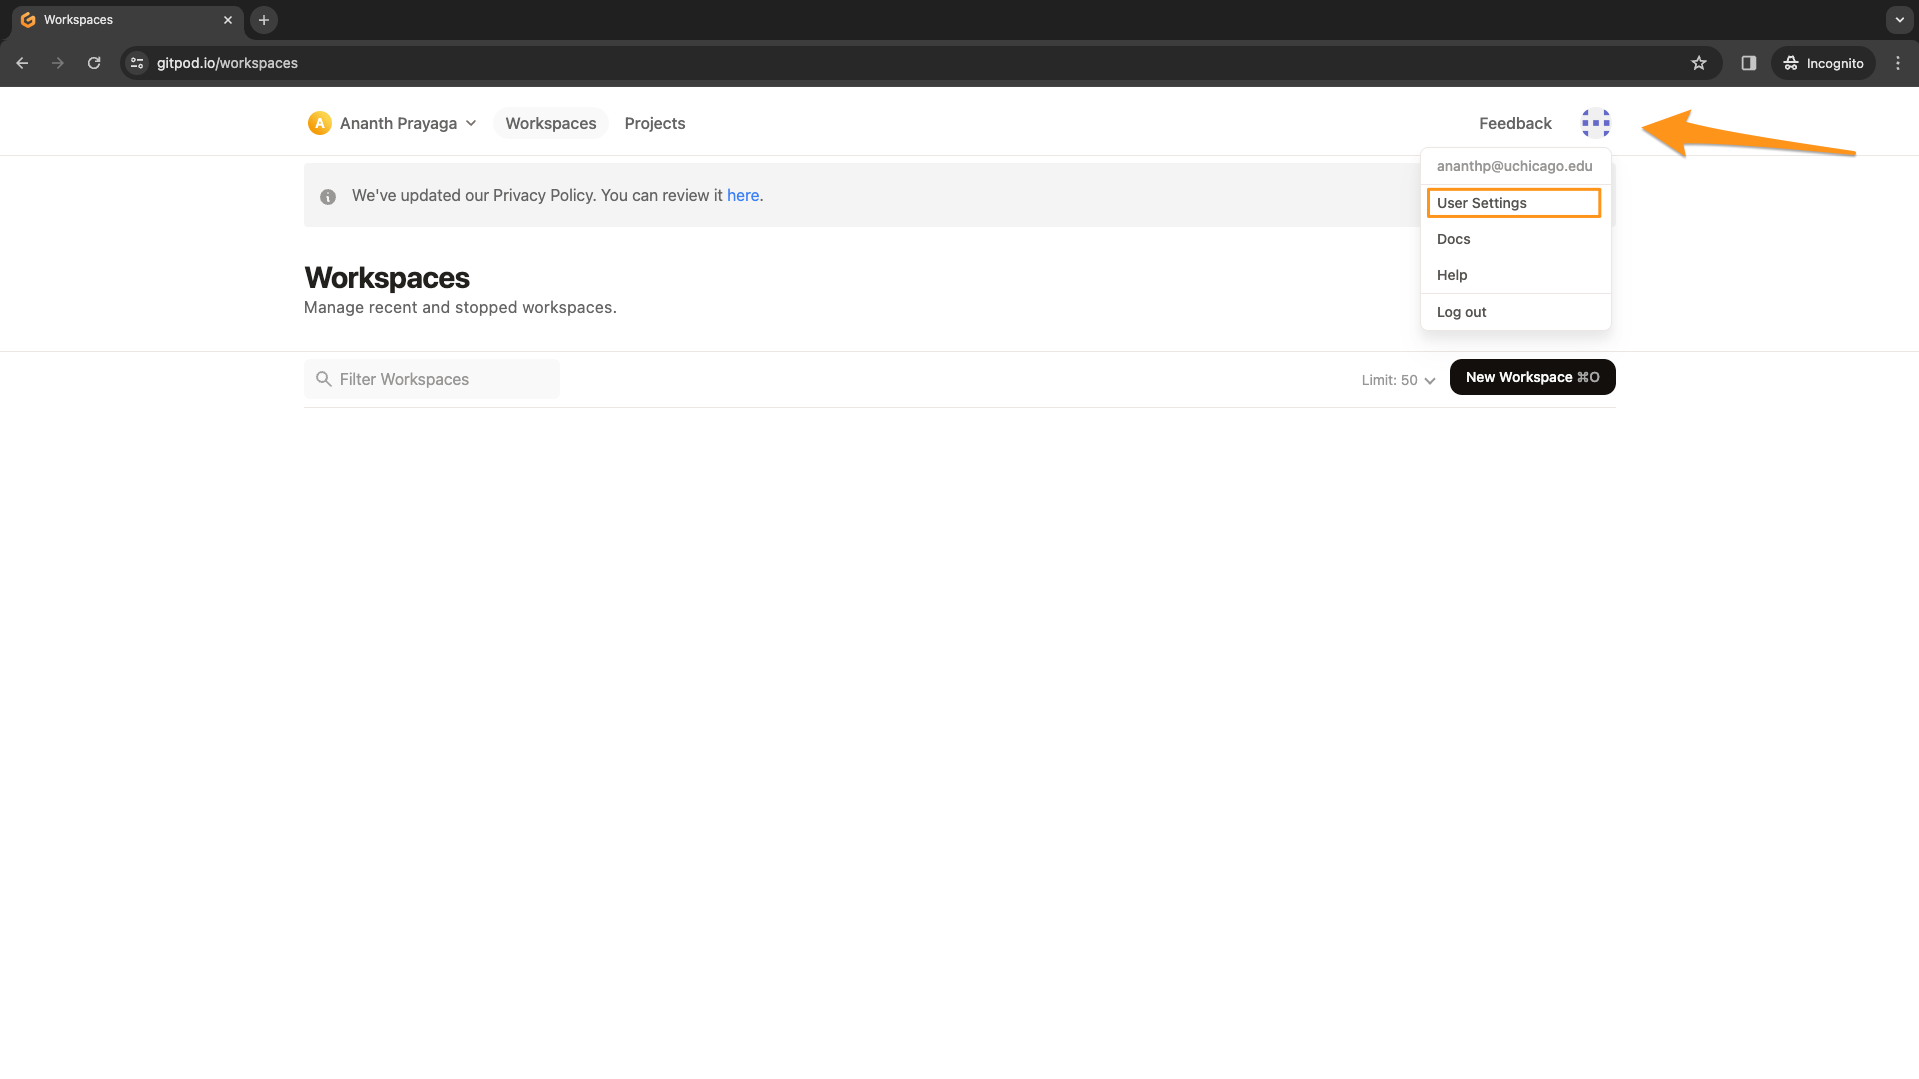 Workspaces
gitpod.io/workspaces
Incognito
A Ananth Prayaga
Workspaces
Projects
Feedback
ananthp@uchicago.edu
User Settings
Docs
Help
Log out
We've updated our Privacy Policy. You can review it here.
Workspaces
Manage recent and stopped workspaces.
Filter Workspaces
Limit: 50
New Workspace ⌘O